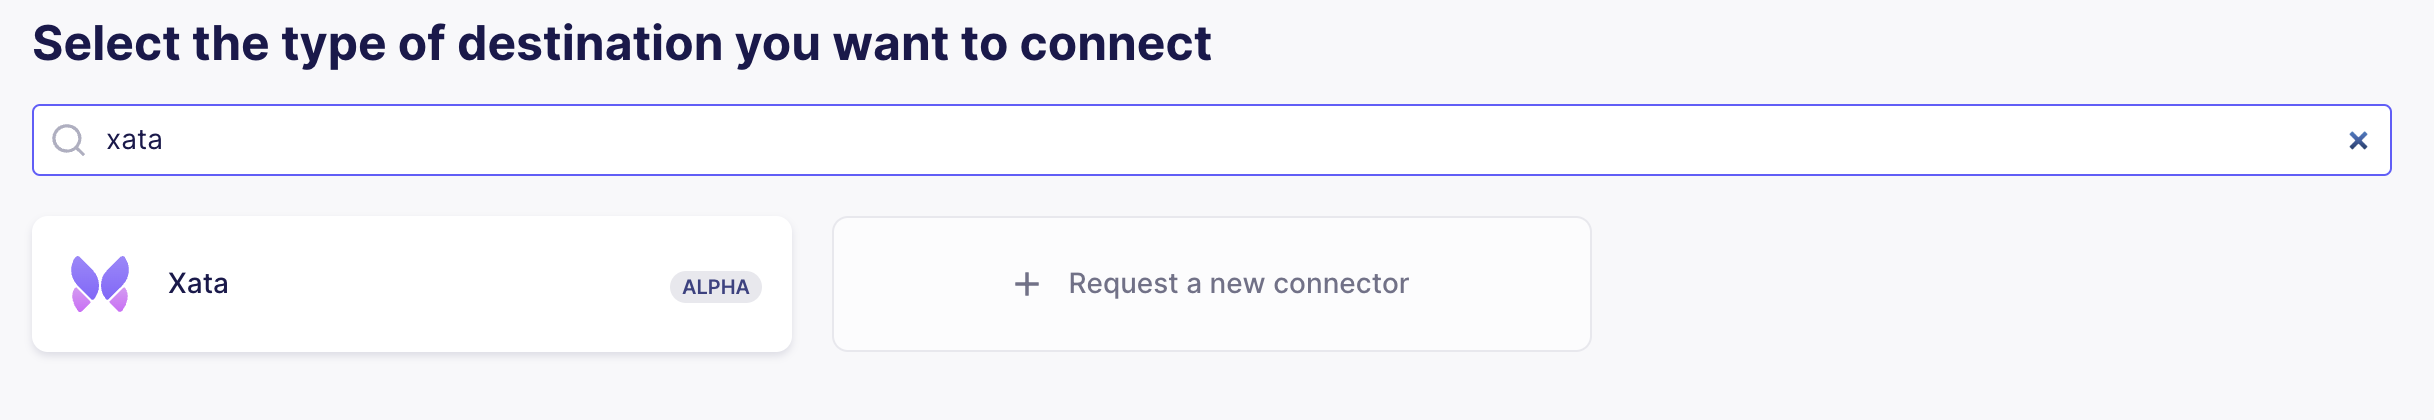 Select the type of destination you want to connect
xata
Xata ALPHA
Request a new connector